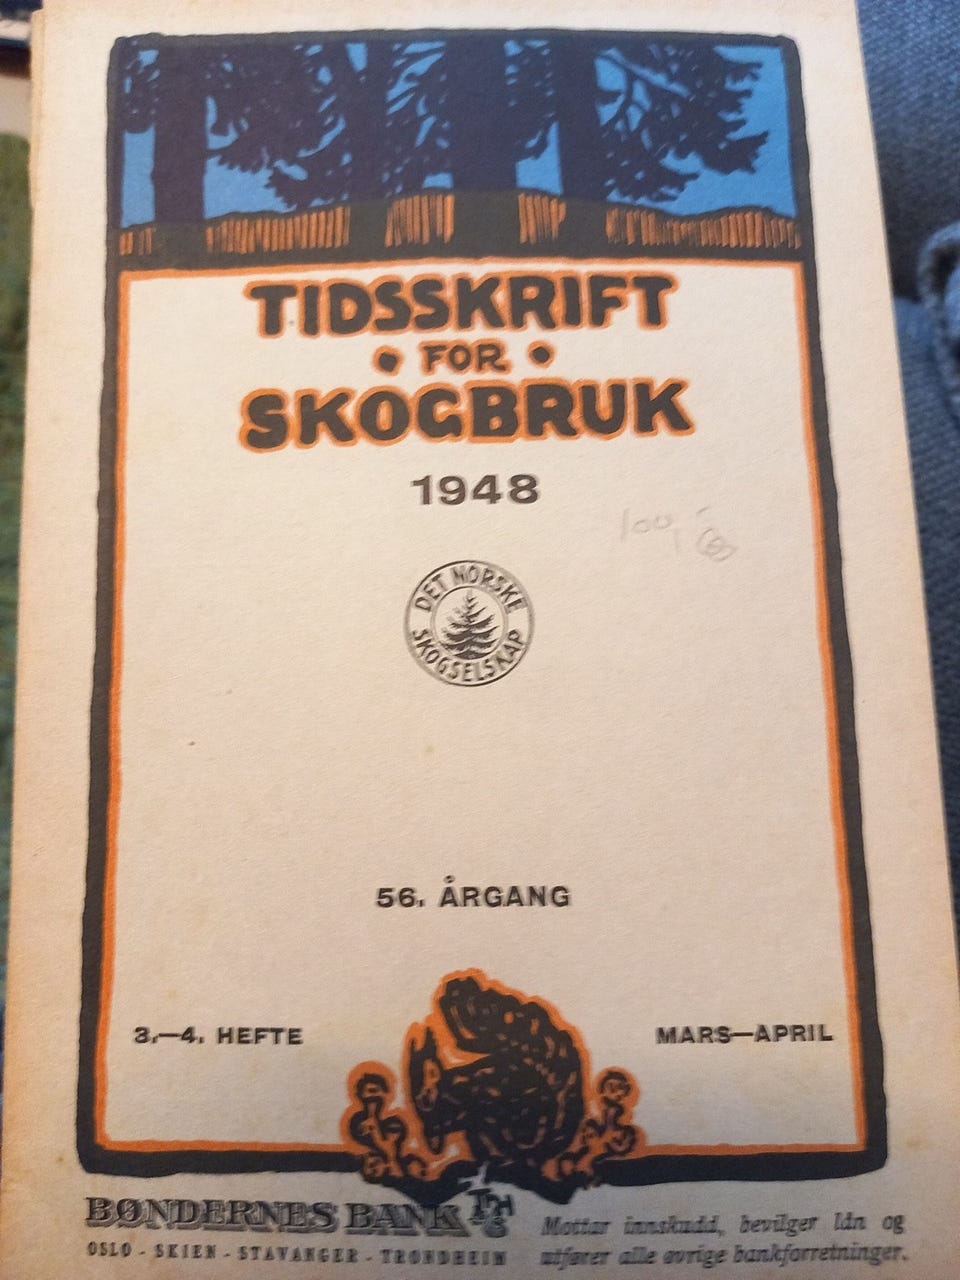 TIDSSKRIFT
• FOR •
SKOGBRUK
1948
100,-
DET NORSKE
SKOGSELSKAP
56. ÅRGANG
3.—4. HEFTE
MARS—APRIL
BØNDERNES BANK A/S
OSLO - SKIEN - STAVANGER - TRONDHEIM
Mottar innskudd, bevilger lån og
utfører alle øvrige bankforretninger.